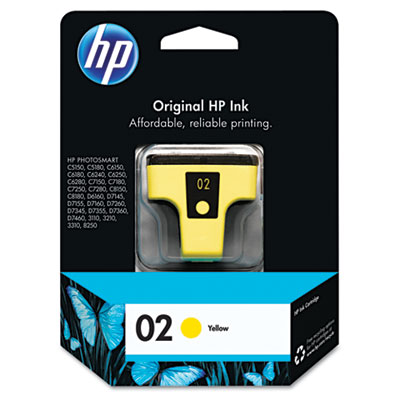 hp
Original HP Ink
Affordable, reliable printing.
HP PHOTOSMART
C5150, C5180, C6150,
C6180, C6240, C6250,
C6280, C7150, C7180,
C7250, C7280, C8150,
C8180, D6160, D7145,
D7155, D7160, D7260,
D7345, D7355, D7360,
D7460, 3110, 3210,
3310, 8250
02
02 Yellow
HP Ink Cartridge